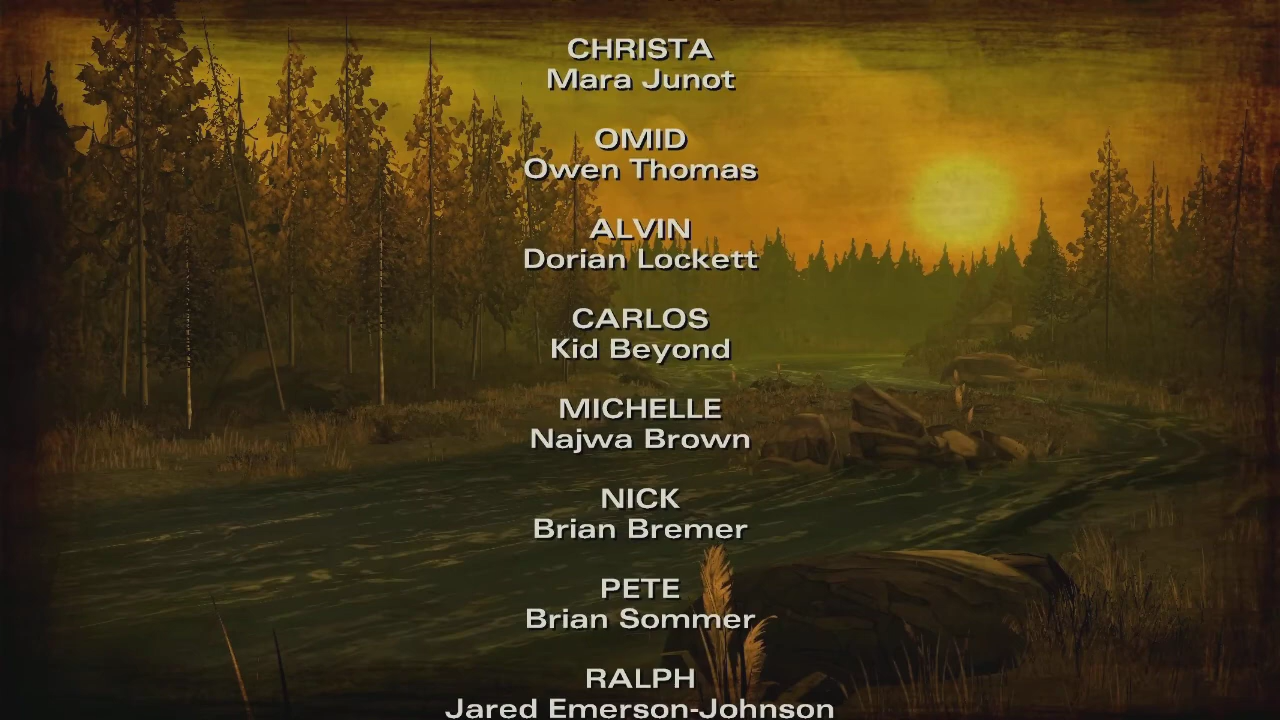 CHRISTA
Mara Junot
OMID
Owen Thomas
ALVIN
Dorian Lockett
CARLOS
Kid Beyond
MICHELLE
Najwa Brown
NICK
Brian Bremer
PETE
Brian Sommer
RALPH
Jared Emerson-Johnson